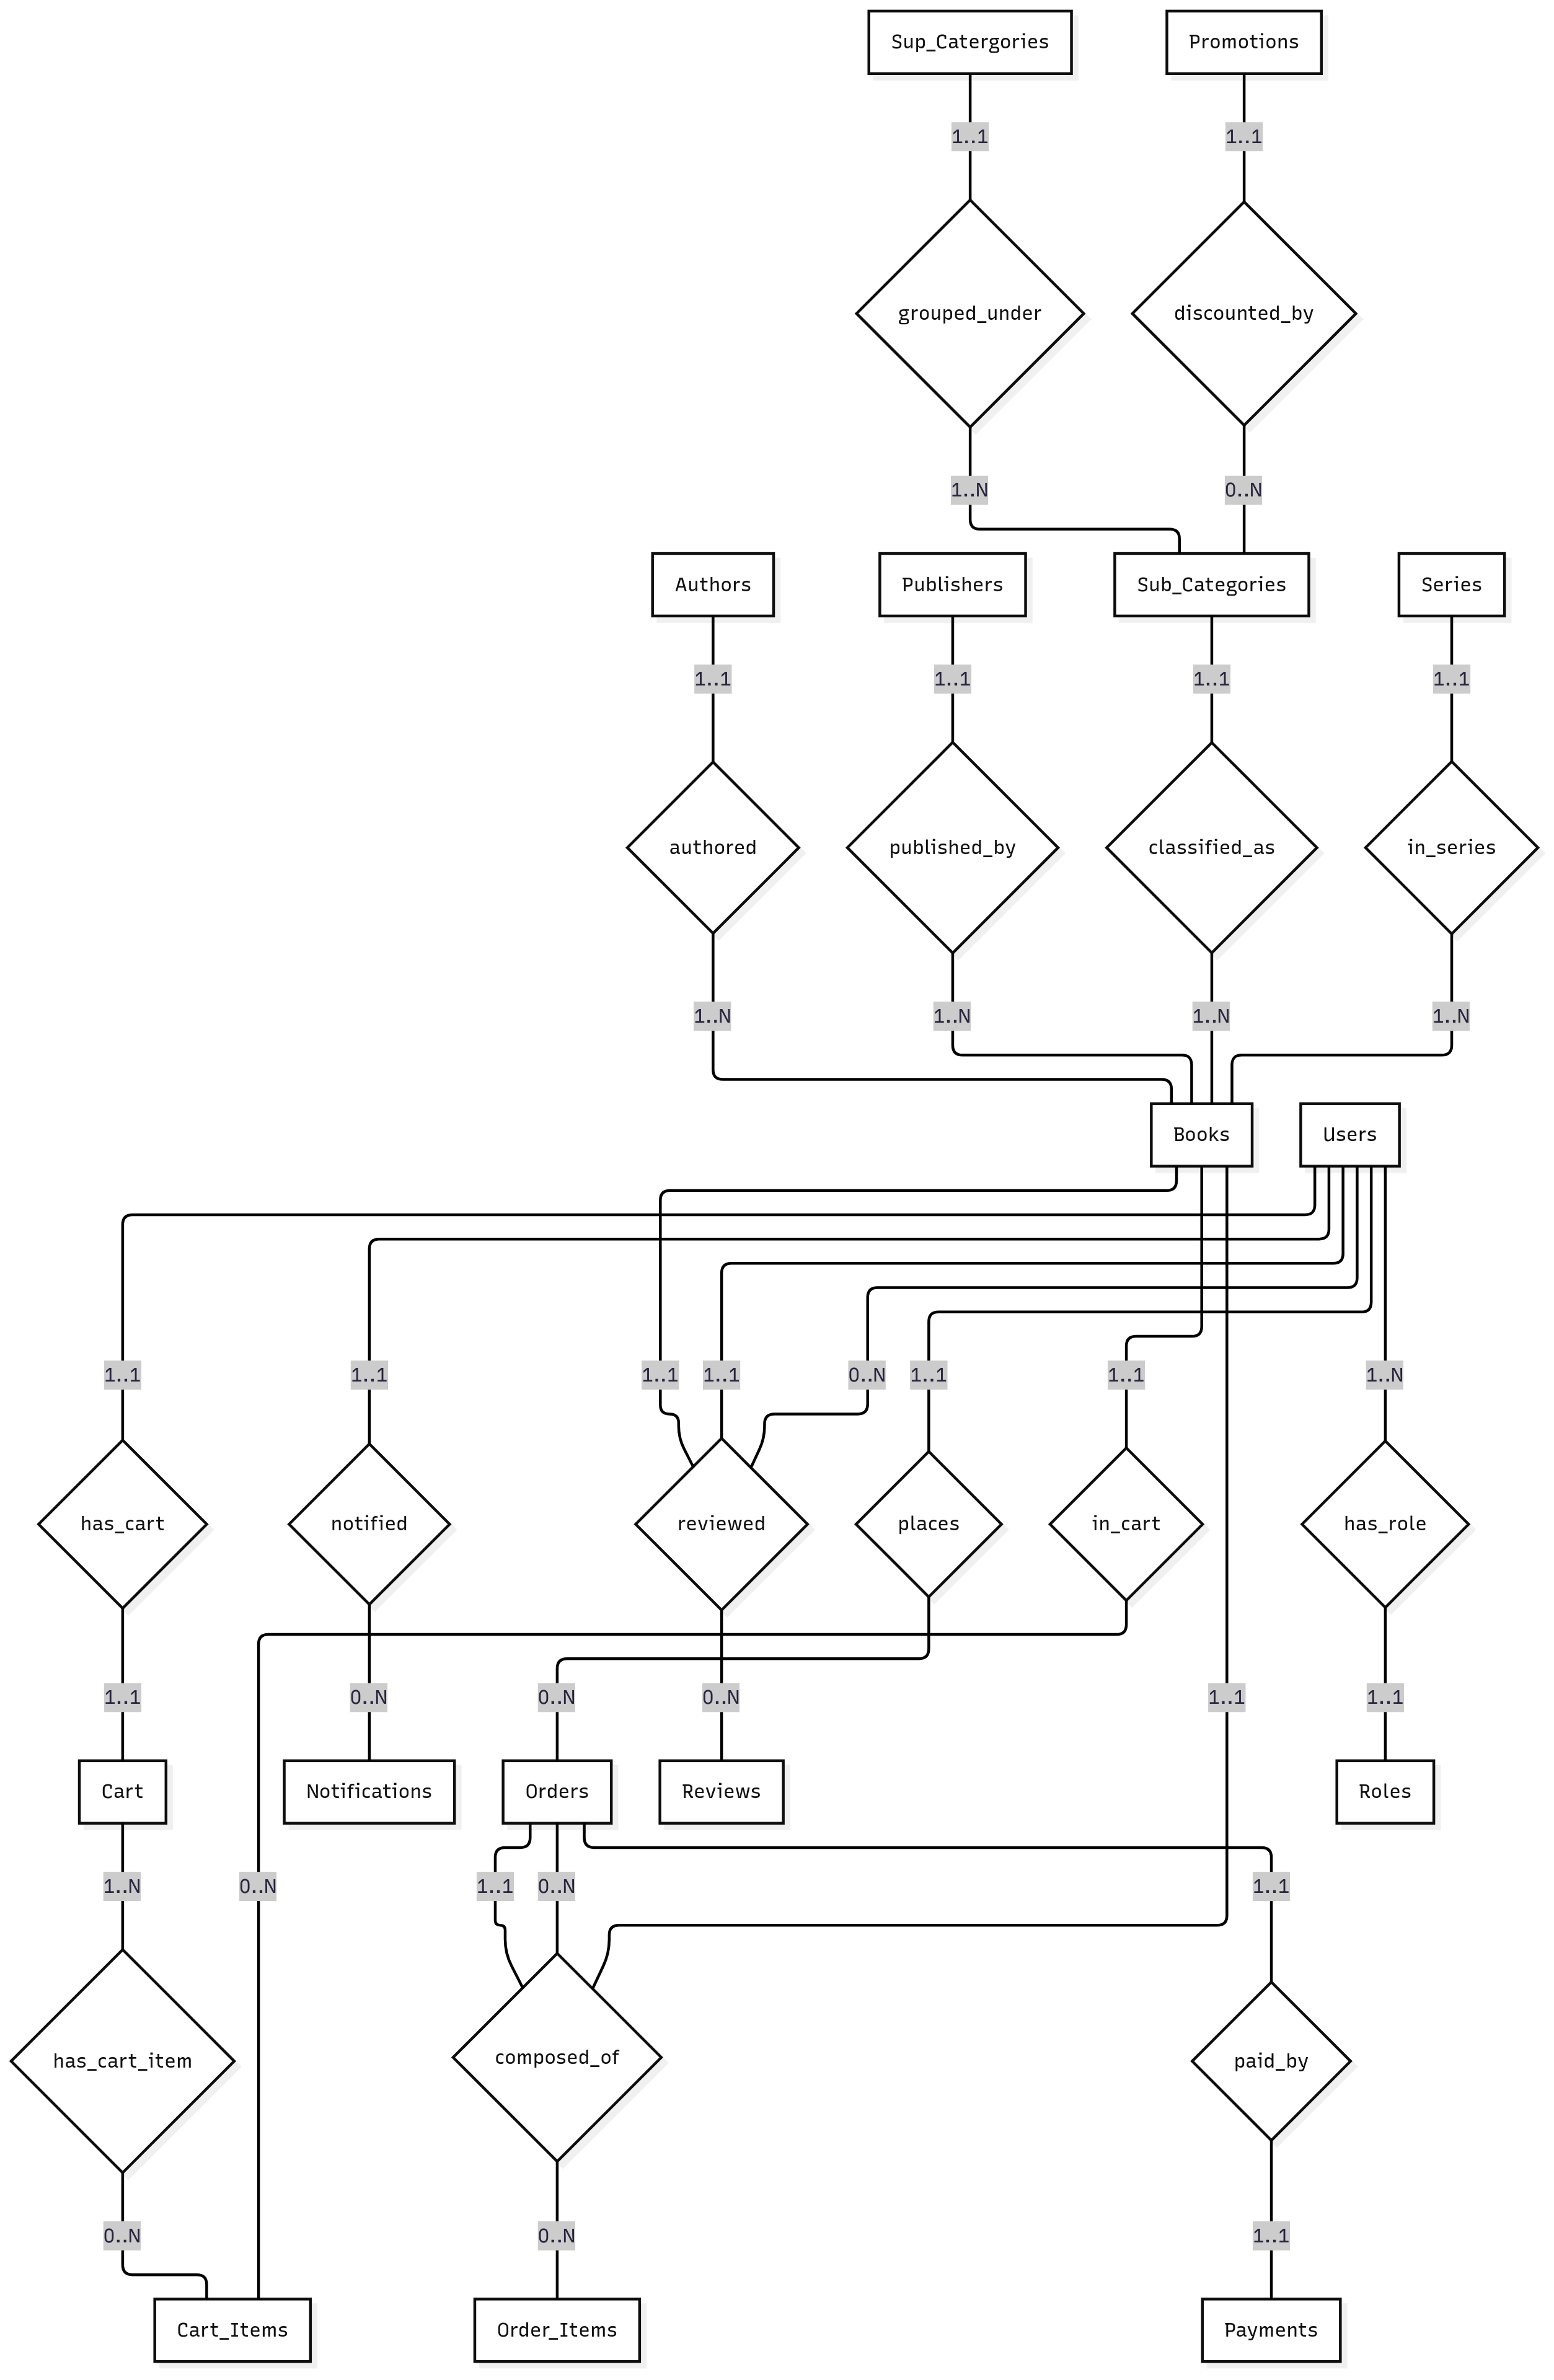 Sup_Catergories
Promotions
1..1
1..1
grouped_under
discounted_by
1..N
0..N
Authors
Publishers
Sub_Categories
Series
1..1
1..1
1..1
1..1
authored
published_by
classified_as
in_series
1..N
1..N
1..N
1..N
Books
Users
1..1
1..1
1..1
1..1
0..N
1..1
1..1
1..N
has_cart
notified
reviewed
places
in_cart
has_role
1..1
0..N
0..N
0..N
1..1
1..1
Cart
Notifications
Orders
Reviews
Roles
1..N
0..N
1..1
0..N
1..1
has_cart_item
composed_of
paid_by
0..N
0..N
1..1
Cart_Items
Order_Items
Payments